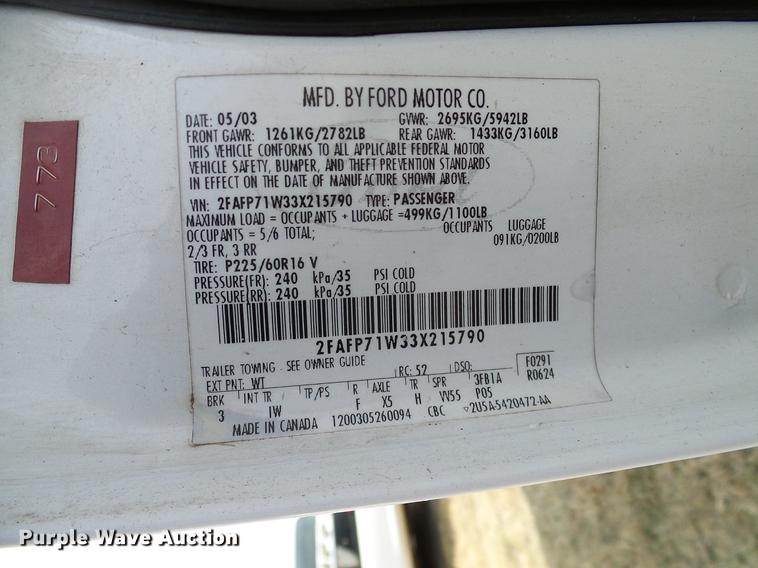 773
MFD. BY FORD MOTOR CO.
DATE: 05/03 GVWR: 2695KG/5942LB
FRONT GAWR: 1261KG/2782LB REAR GAWR: 1433KG/3160LB
THIS VEHICLE CONFORMS TO ALL APPLICABLE FEDERAL MOTOR
VEHICLE SAFETY, BUMPER, AND THEFT PREVENTION STANDARDS
IN EFFECT ON THE DATE OF MANUFACTURE SHOWN ABOVE.
VIN: 2FAFP71W33X215790 TYPE: PASSENGER
MAXIMUM LOAD = OCCUPANTS + LUGGAGE =499KG/1100LB
OCCUPANTS = 5/6 TOTAL; OCCUPANTS LUGGAGE
2/3 FR, 3 RR 091KG/0200LB
TIRE: P225/60R16 V
PRESSURE(FR) : 240 kPa/35 PSI COLD
PRESSURE(RR) : 240 kPa/35 PSI COLD
2FAFP71W33X215790
TRAILER TOWING - SEE OWNER GUIDE
EXT PNT: WT RC: 52 DSO: F0291
BRK INT TR TP/PS R AXLE TR SPR 3FB1A R0624
3 IW F X5 H VV55 P05
MADE IN CANADA 1200305260094 CBC 2USA-5420472-AA
Purple Wave Auction